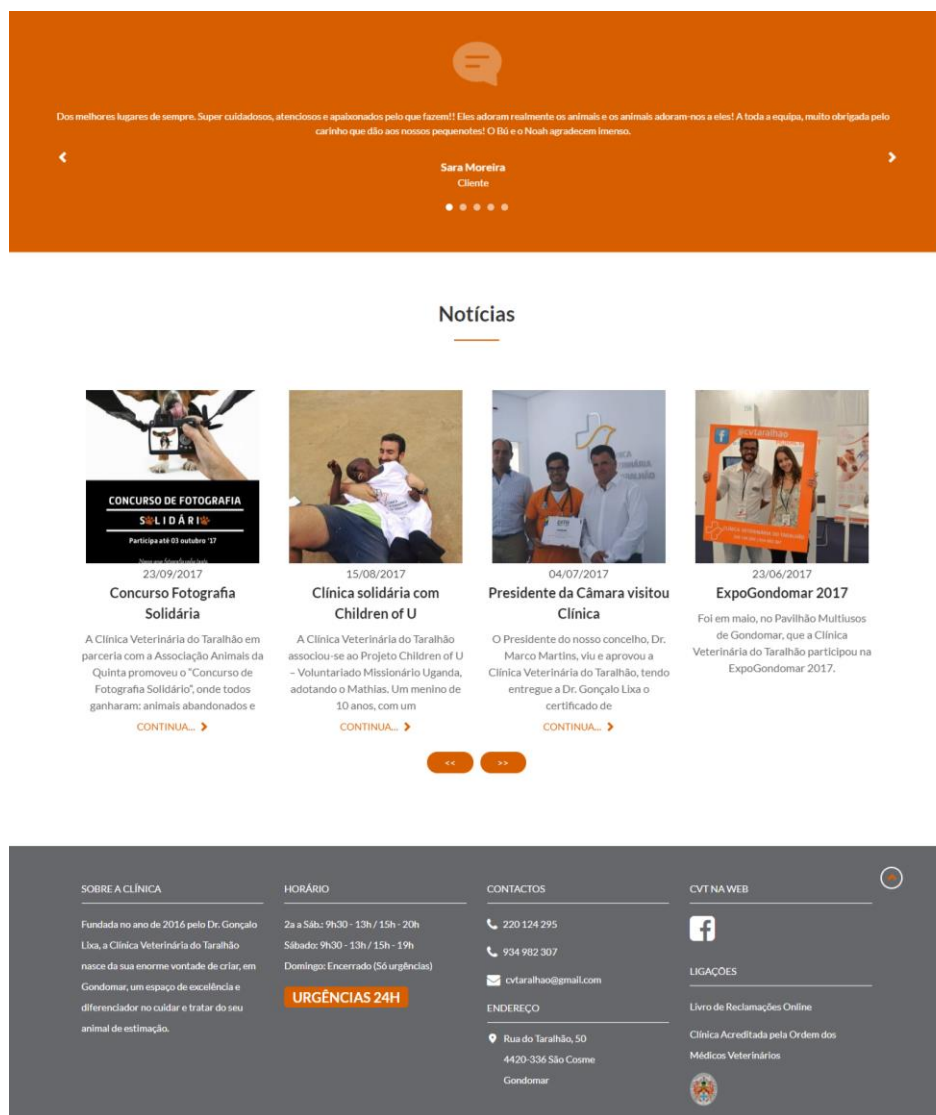 Dos melhores lugares de sempre. Super cuidadosos, atenciosos e apaixonados pelo que fazem!! Eles adoram realmente os animais e os animais adoram-nos a eles! A toda a equipa, muito obrigada pelo
carinho que dão aos nossos pequenotes! O Bú e o Noah agradecem imenso.
Sara Moreira
Cliente
Notícias
CONCURSO DE FOTOGRAFIA
SOLIDÁRIO
Participa até 03 outubro '17
23/09/2017
Concurso Fotografia
Solidária
A Clínica Veterinária do Taralhão em
parceria com a Associação Animais da
Quinta promoveu o "Concurso de
Fotografia Solidário", onde todos
ganharam: animais abandonados e
CONTINUA...
15/08/2017
Clínica solidária com
Children of U
A Clínica Veterinária do Taralhão
associou-se ao Projeto Children of U
– Voluntariado Missionário Uganda,
adotando o Mathias. Um menino de
10 anos, com um
CONTINUA...
04/07/2017
Presidente da Câmara visitou
Clínica
O Presidente do nosso concelho, Dr.
Marco Martins, viu e aprovou a
Clínica Veterinária do Taralhão, tendo
entregue a Dr. Gonçalo Lixa o
certificado de
CONTINUA...
@cvtaralhao
CLÍNICA VETERINÁRIA DO TARALHÃO
23/06/2017
ExpoGondomar 2017
Foi em maio, no Pavilhão Multiusos
de Gondomar, que a Clínica
Veterinária do Taralhão participou na
ExpoGondomar 2017.
<< >>
SOBRE A CLÍNICA
Fundada no ano de 2016 pelo Dr. Gonçalo
Lixa, a Clínica Veterinária do Taralhão
nasce da sua enorme vontade de criar, em
Gondomar, um espaço de excelência e
diferenciador no cuidar e tratar do seu
animal de estimação.
HORÁRIO
2a a Sáb.: 9h30 - 13h / 15h - 20h
Sábado: 9h30 - 13h / 15h - 19h
Domingo: Encerrado (Só urgências)
URGÊNCIAS 24H
CONTACTOS
220 124 295
934 982 307
cvtaralhao@gmail.com
ENDEREÇO
Rua do Taralhão, 50
4420-336 São Cosme
Gondomar
CVT NA WEB
LIGAÇÕES
Livro de Reclamações Online
Clínica Acreditada pela Ordem dos
Médicos Veterinários